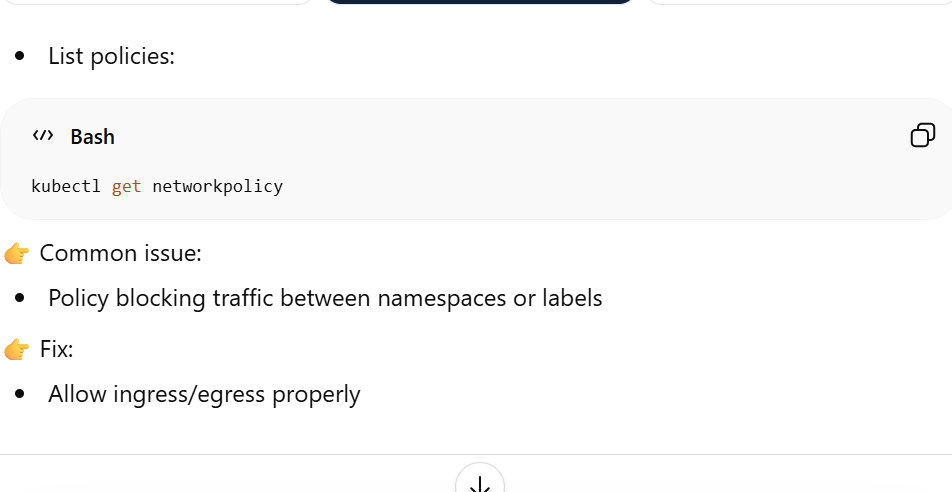 List policies:
Bash
kubectl get networkpolicy
👉 Common issue:
Policy blocking traffic between namespaces or labels
👉 Fix:
Allow ingress/egress properly